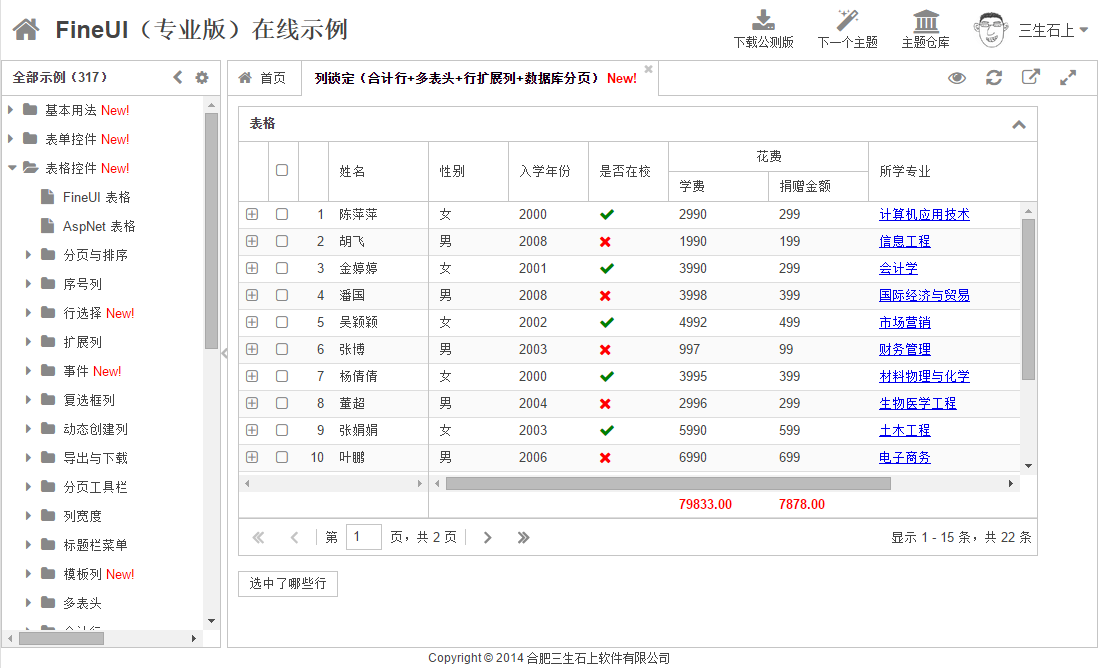 FineUI（专业版）在线示例
下载公测版 下一个主题 主题仓库 三生石上
全部示例（317）
基本用法 New!
表单控件 New!
表格控件 New!
FineUI 表格
AspNet 表格
分页与排序
序号列
行选择 New!
扩展列
事件 New!
复选框列
动态创建列
导出与下载
分页工具栏
列宽度
标题栏菜单
模板列 New!
多表头
合计行
首页 列锁定（合计行+多表头+行扩展列+数据库分页） New!
表格
姓名 性别 入学年份 是否在校 花费 所学专业
学费 捐赠金额
1 陈萍萍 女 2000 2990 299 计算机应用技术
2 胡飞 男 2008 1990 199 信息工程
3 金婷婷 女 2001 3990 299 会计学
4 潘国 男 2008 3998 399 国际经济与贸易
5 吴颖颖 女 2002 4992 499 市场营销
6 张博 男 2003 997 99 财务管理
7 杨倩倩 女 2000 3995 399 材料物理与化学
8 董超 男 2004 2996 299 生物医学工程
9 张娟娟 女 2003 5990 599 土木工程
10 叶鹏 男 2006 6990 699 电子商务
79833.00 7878.00
第 1 页，共 2 页 显示 1 - 15 条，共 22 条
选中了哪些行
Copyright © 2014 合肥三生石上软件有限公司